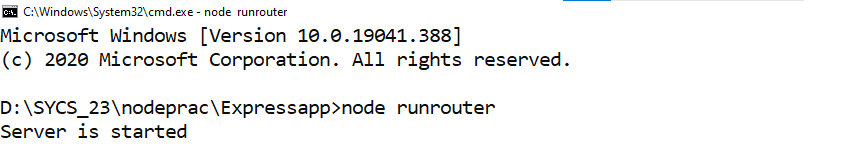 C:\Windows\System32\cmd.exe - node  runrouter
Microsoft Windows [Version 10.0.19041.388]
(c) 2020 Microsoft Corporation. All rights reserved.
D:\SYCS_23\nodeprac\Expressapp>node runrouter
Server is started